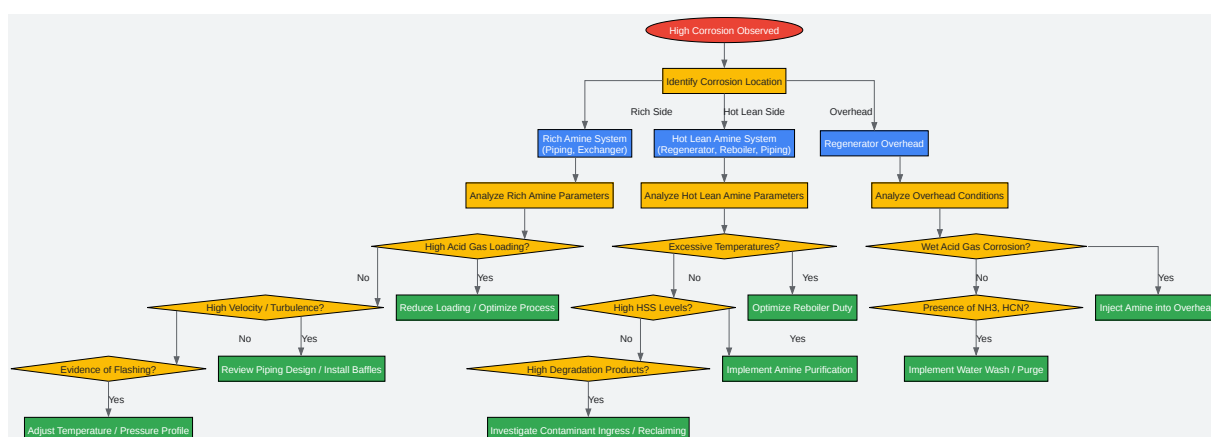 High Corrosion Observed
Identify Corrosion Location
Rich Side
Hot Lean Side
Overhead
Rich Amine System
(Piping, Exchanger)
Hot Lean Amine System
(Regenerator, Reboiler, Piping)
Regenerator Overhead
Analyze Rich Amine Parameters
Analyze Hot Lean Amine Parameters
Analyze Overhead Conditions
High Acid Gas Loading?
Excessive Temperatures?
Wet Acid Gas Corrosion?
No
Yes
No
Yes
No
Yes
High Velocity / Turbulence?
Reduce Loading / Optimize Process
High HSS Levels?
Optimize Reboiler Duty
Presence of NH3, HCN?
Inject Amine into Overhea
No
Yes
No
Yes
Yes
Evidence of Flashing?
Review Piping Design / Install Baffles
High Degradation Products?
Implement Amine Purification
Implement Water Wash / Purge
Yes
Yes
Adjust Temperature / Pressure Profile
Investigate Contaminant Ingress / Reclaiming